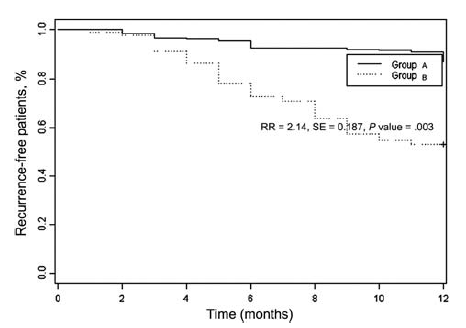 Recurrence-free patients, %
1.0
0.8
0.6
0.4
0.2
0.0
Group A
Group B
RR = 2.14, SE = 0.187, P value = .003
0 2 4 6 8 10 12
Time (months)